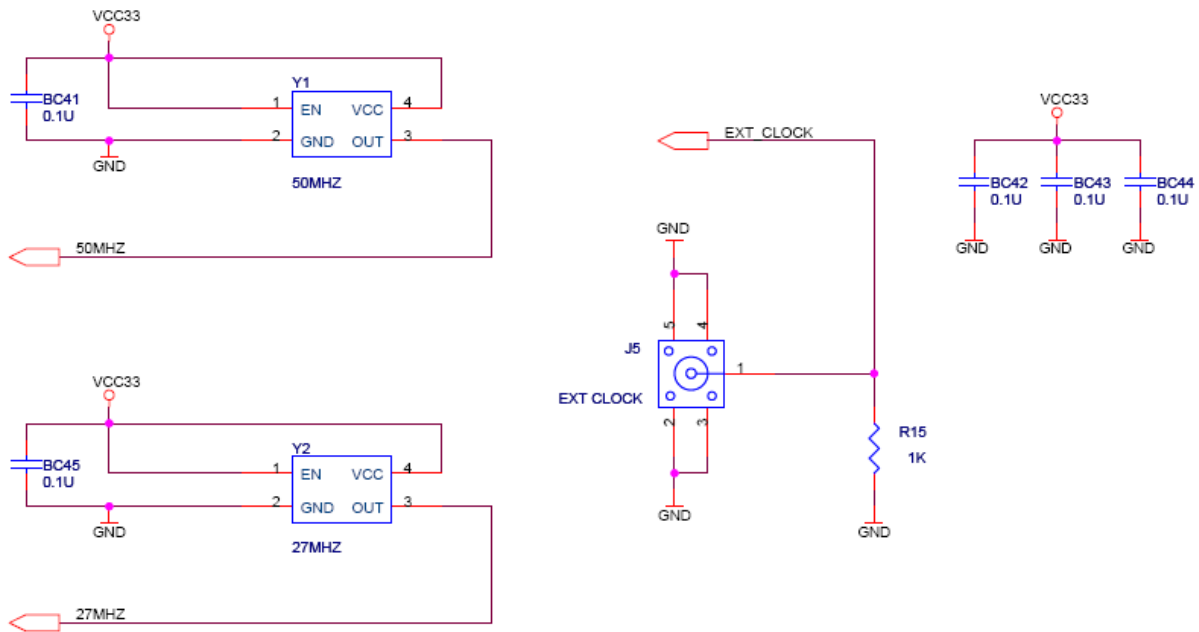 VCC33
BC41
0.1U
GND
Y1
1 EN VCC 4
2 GND OUT 3
50MHZ
50MHZ
VCC33
BC45
0.1U
GND
Y2
1 EN VCC 4
2 GND OUT 3
27MHZ
27MHZ
EXT_CLOCK
GND
5 4
J5
1
EXT CLOCK
2 3
GND
R15
1K
GND
VCC33
BC42 BC43 BC44
0.1U 0.1U 0.1U
GND GND GND